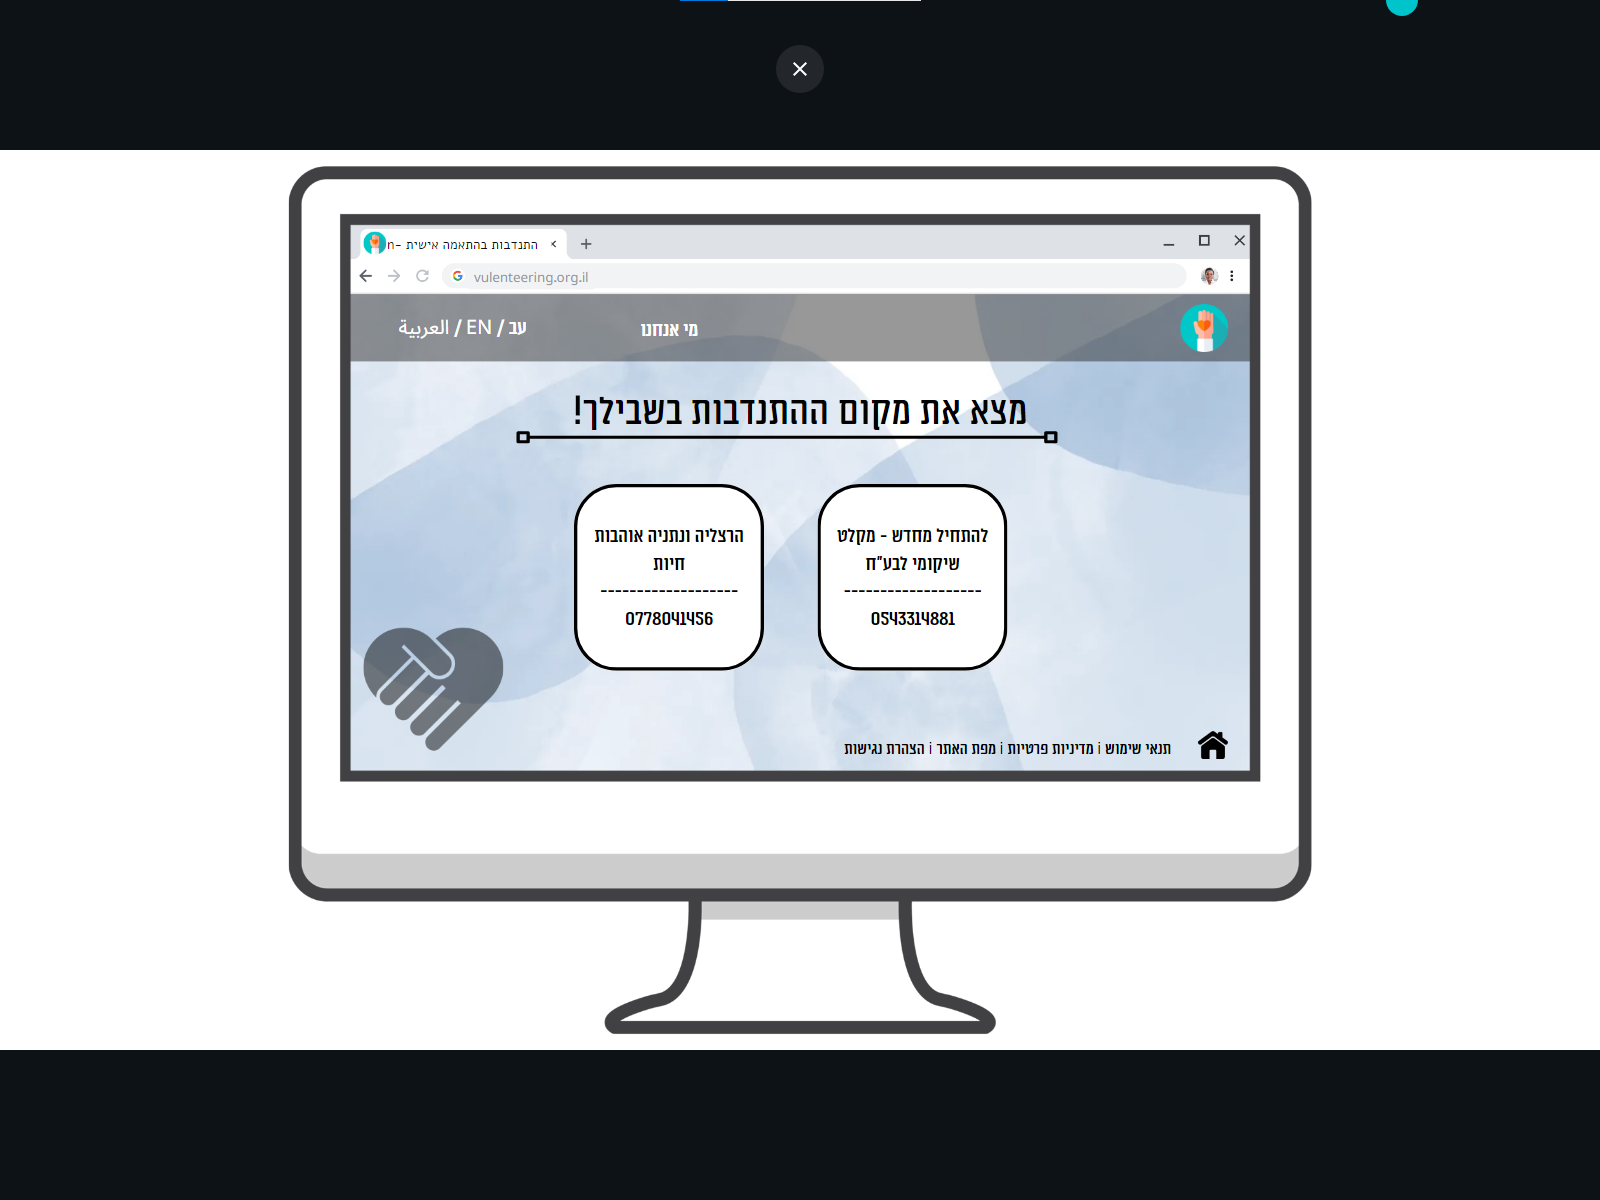 התנדבות בהתאמה אישית -n
vulenteering.org.il
מי אנחנו
עב / EN / العربية
מצא את מקום ההתנדבות בשבילך!
להתחיל מחדש - מקלט
שיקומי לבע"ח
-------------------
0543314881
הרצליה ונתניה אוהבות
חיות
-------------------
0778041456
תנאי שימוש | מדיניות פרטיות | מפת האתר | הצהרת נגישות